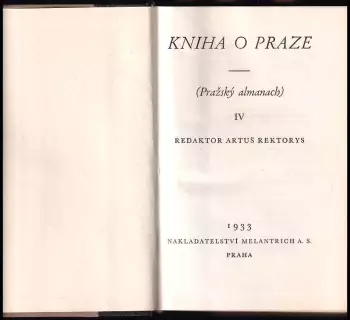 KNIHA O PRAZE
(Pražský almanach)
IV
REDAKTOR ARTUŠ REKTORYS
1933
NAKLADATELSTVÍ MELANTRICH A. S.
PRAHA